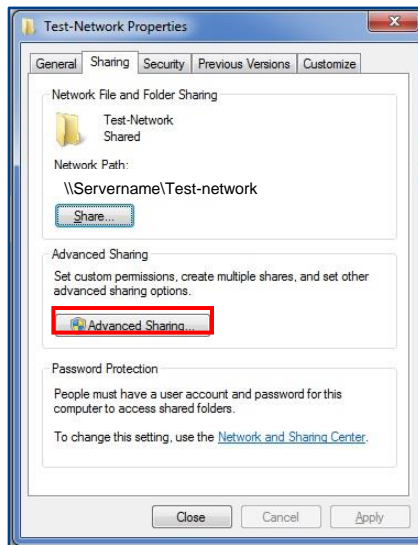 Test-Network Properties
General Sharing Security Previous Versions Customize
Network File and Folder Sharing
Test-Network
Shared
Network Path:
\\Servername\Test-network
Share...
Advanced Sharing
Set custom permissions, create multiple shares, and set other
advanced sharing options.
Advanced Sharing...
Password Protection
People must have a user account and password for this
computer to access shared folders.
To change this setting, use the Network and Sharing Center.
Close Cancel Apply